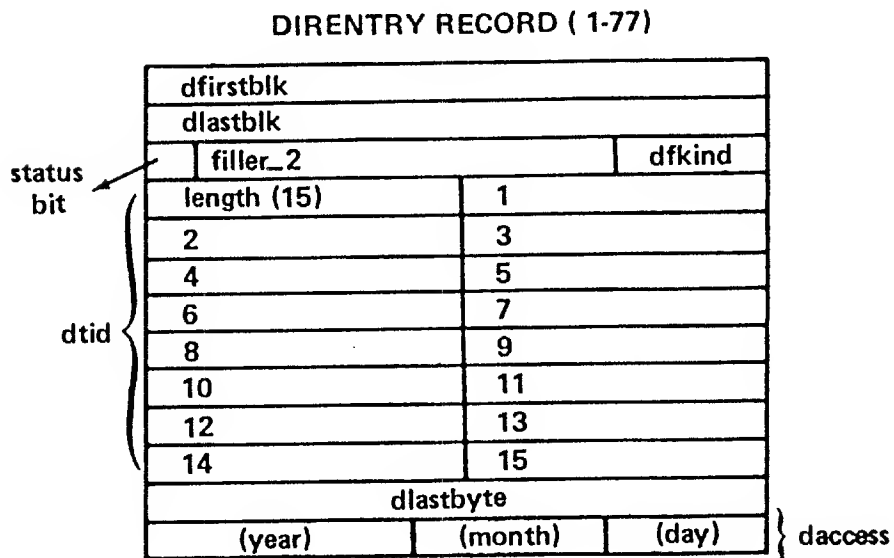 DIRENTRY RECORD ( 1-77)
dfirstblk
dlastblk
status bit
filler_2 dfkind
length (15) 1
2 3
4 5
6 7
dtid
8 9
10 11
12 13
14 15
dlastbyte
(year) (month) (day) daccess